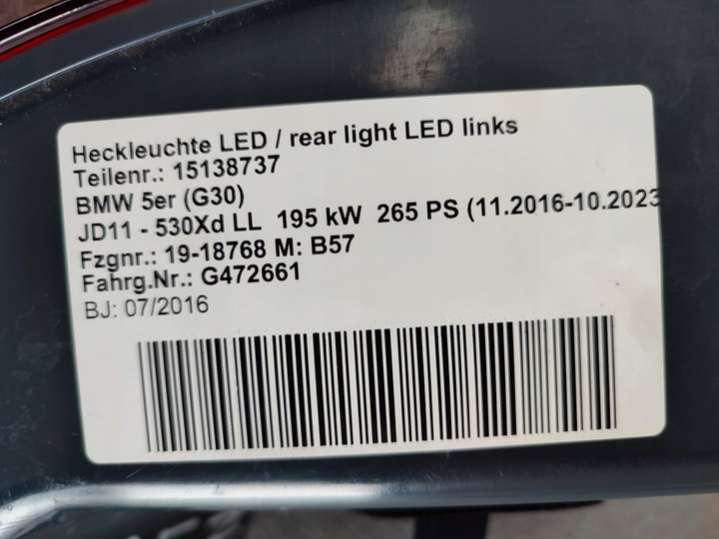 Heckleuchte LED / rear light LED links
Teilenr.: 15138737
BMW 5er (G30)
JD11 - 530Xd LL 195 kW 265 PS (11.2016-10.2023
Fzgnr.: 19-18768 M: B57
Fahrg.Nr.: G472661
BJ: 07/2016